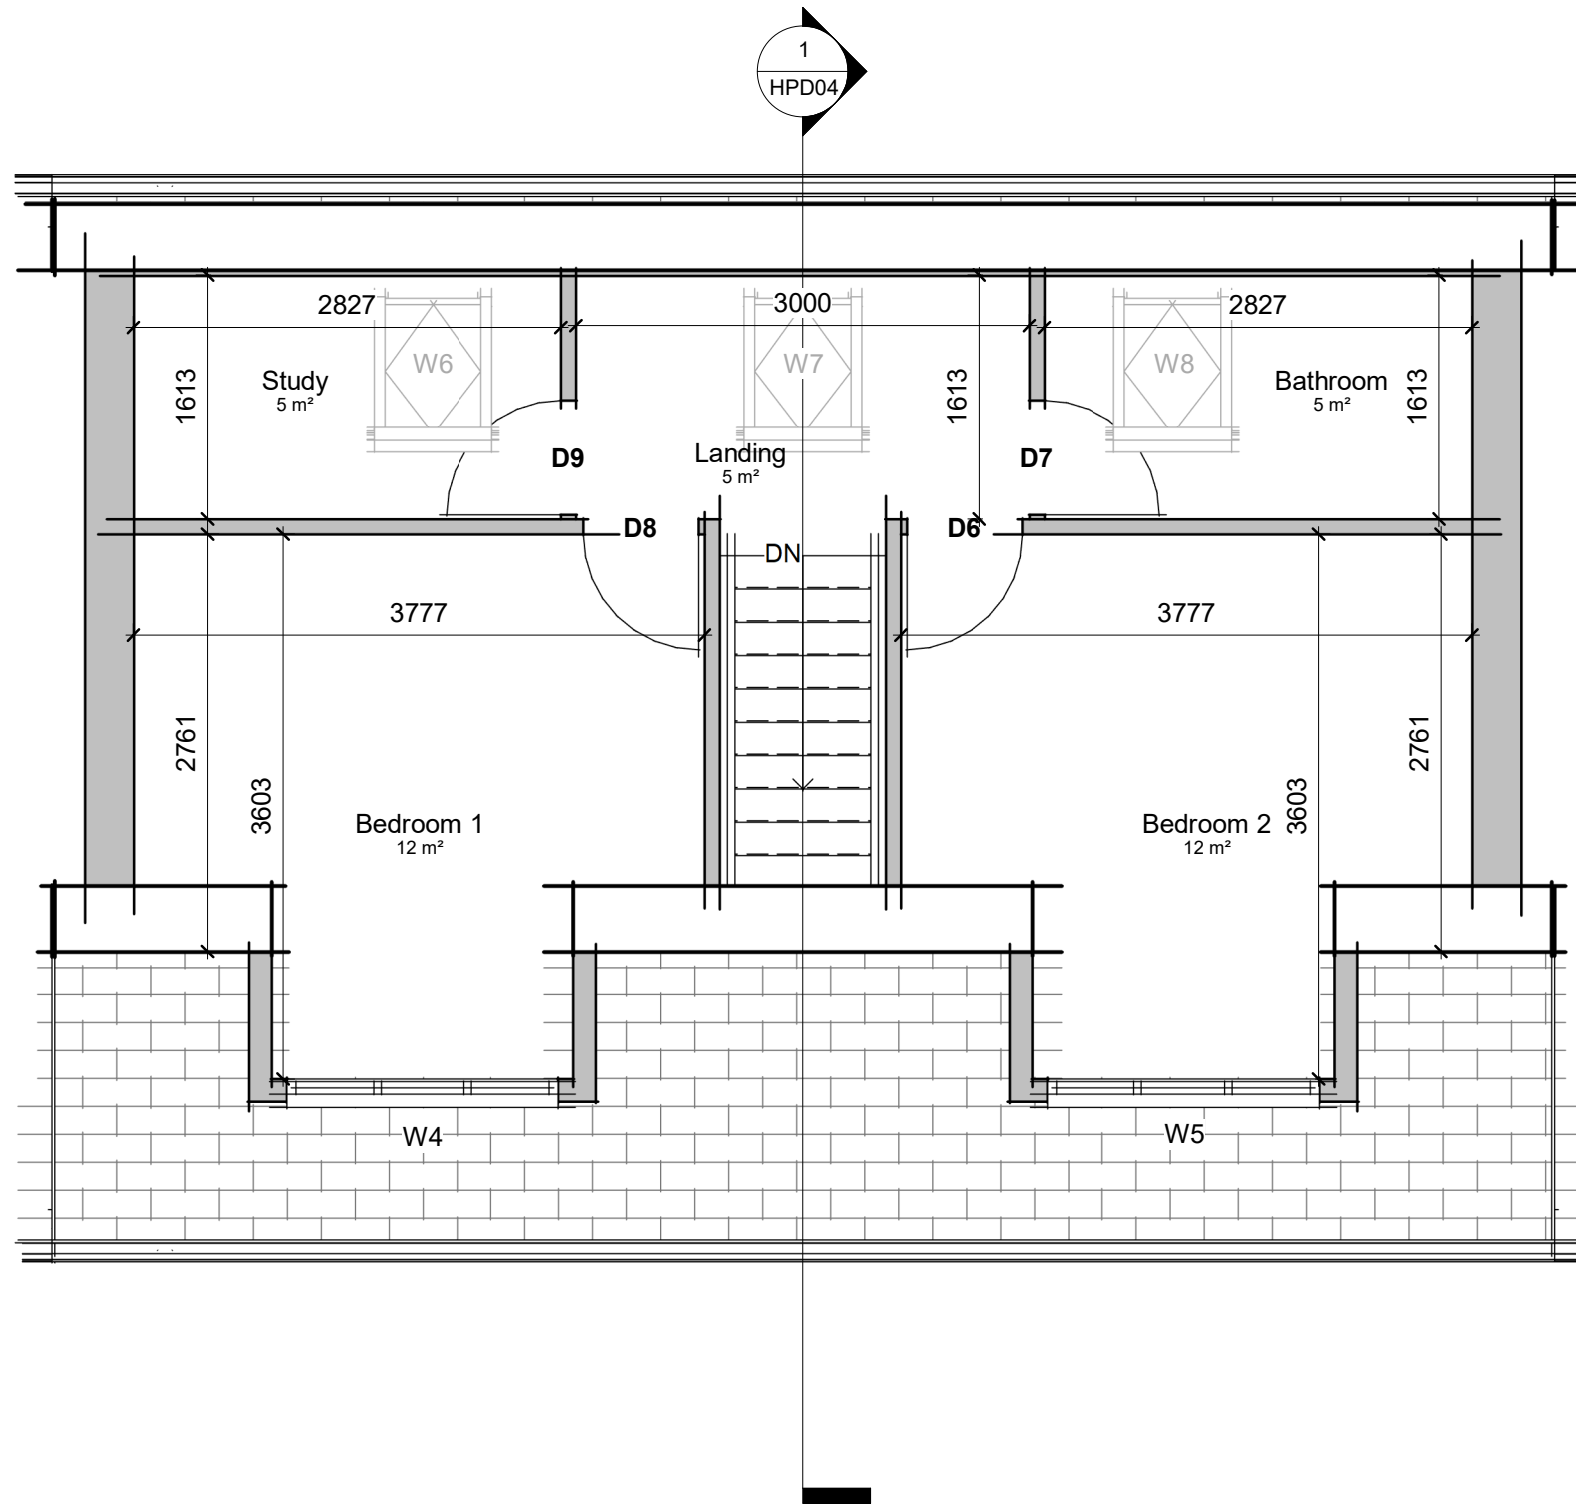 1
HPD04
2827
3000
2827
W6
W7
W8
Study
5 m²
1613
1613
Bathroom
5 m²
1613
D9
Landing
5 m²
D7
D8
D6
DN
3777
3777
2761
2761
3603
3603
Bedroom 1
12 m²
Bedroom 2
12 m²
W4
W5